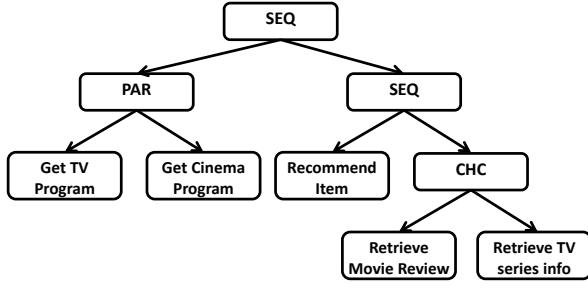 SEQ
PAR
SEQ
Get TV
Program
Get Cinema
Program
Recommend
Item
CHC
Retrieve
Movie Review
Retrieve TV
series info